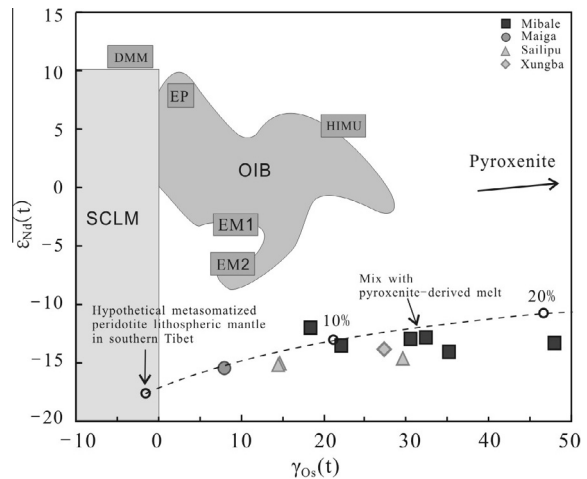 15
10
5
0
−5
−10
−15
−20
εNd(t)
−10
0
10
20
30
40
50
γOs(t)
Mibale
Maiga
Sailipu
Xungba
DMM
EP
HIMU
OIB
SCLM
EM1
EM2
Pyroxenite
Hypothetical metasomatized
peridotite lithospheric mantle
in southern Tibet
Mix with
pyroxenite-derived melt
10%
20%